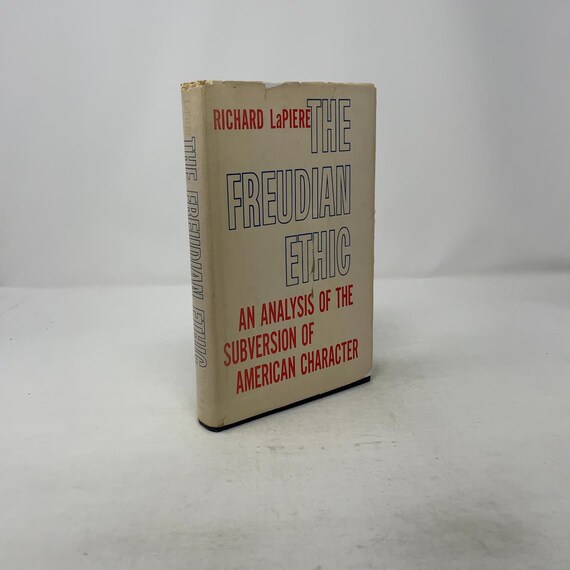 THE FREUDIAN ETHIC
RICHARD LaPIERE
THE
FREUDIAN
ETHIC
AN ANALYSIS OF THE
SUBVERSION OF
AMERICAN CHARACTER